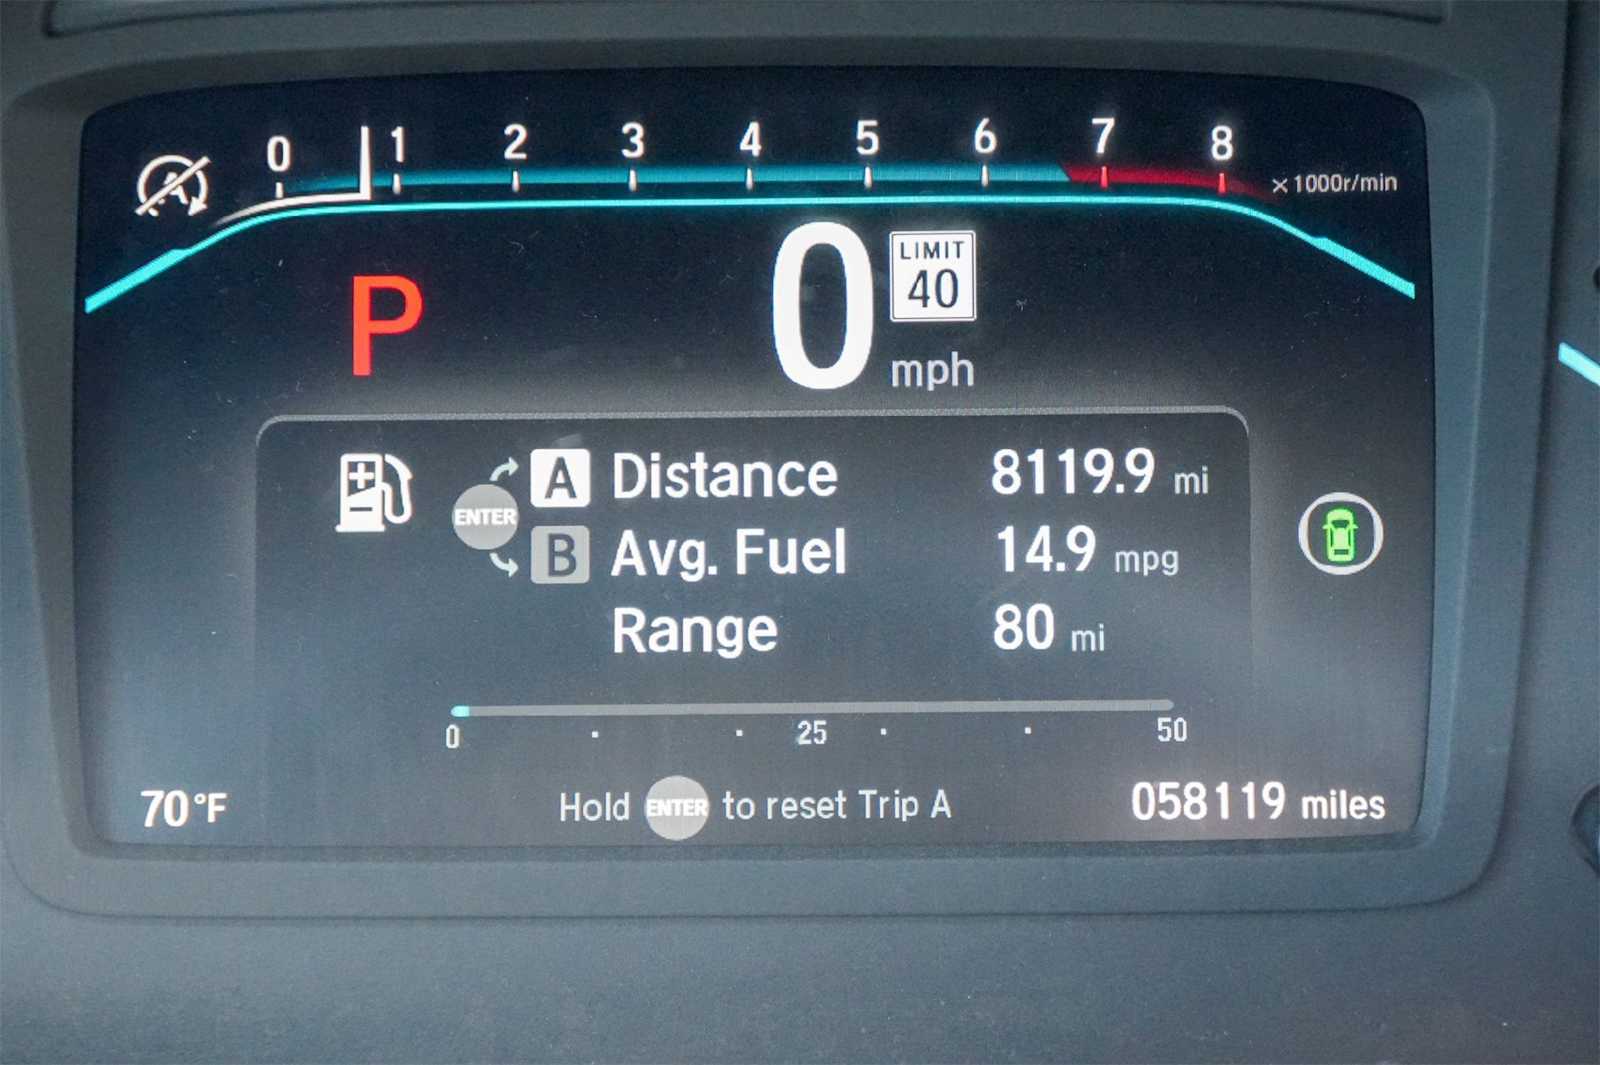 0 1 2 3 4 5 6 7 8
x1000r/min
P
0
LIMIT
40
mph
A Distance 8119.9 mi
ENTER
B Avg. Fuel 14.9 mpg
Range 80 mi
0 25 50
70°F
Hold ENTER to reset Trip A
058119 miles